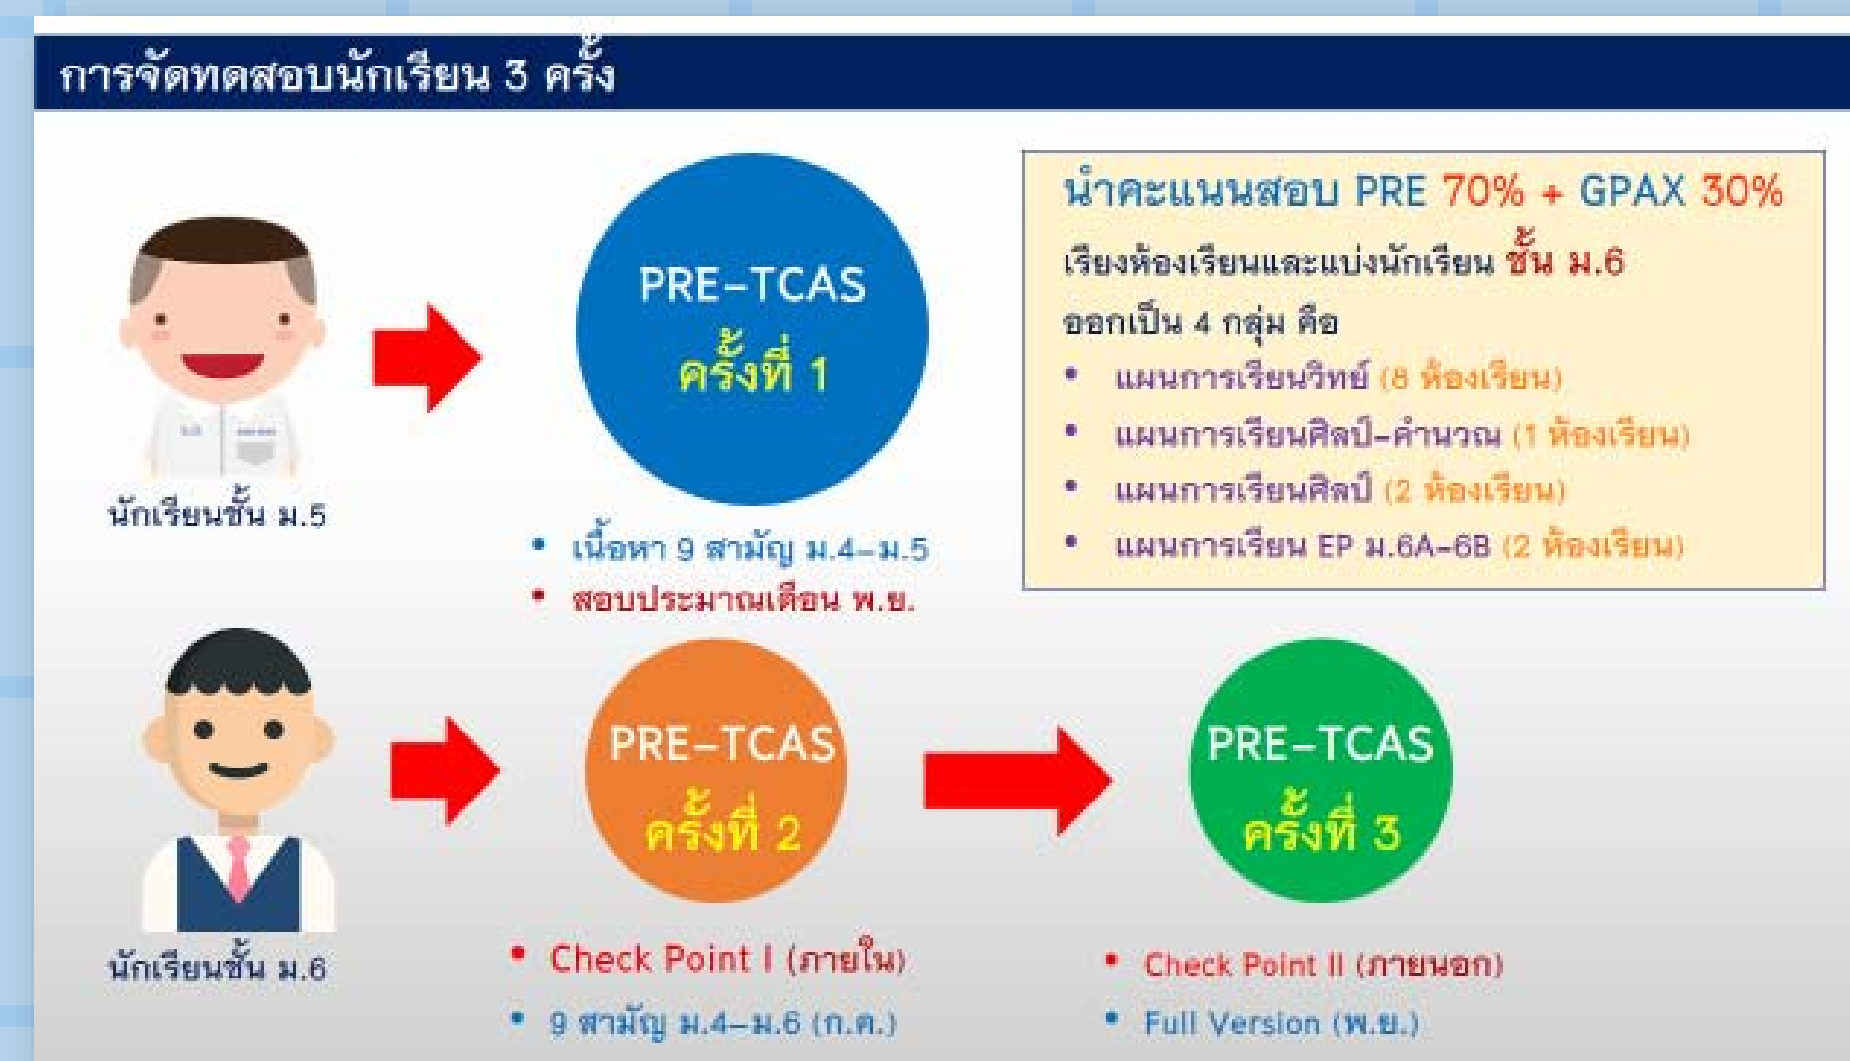 การจัดทดสอบนักเรียน 3 ครั้ง
PRE-TCAS
ครั้งที่ 1
นักเรียนชั้น ม.5
• เนื้อหา 9 สามัญ ม.4-ม.5
• สอบประมาณเดือน พ.ย.
นำคะแนนสอบ PRE 70% + GPAX 30%
เรียงห้องเรียนและแบ่งนักเรียน ชั้น ม.6
ออกเป็น 4 กลุ่ม คือ
• แผนการเรียนวิทย์ (8 ห้องเรียน)
• แผนการเรียนศิลป์-คำนวณ (1 ห้องเรียน)
• แผนการเรียนศิลป์ (2 ห้องเรียน)
• แผนการเรียน EP ม.6A-6B (2 ห้องเรียน)
PRE-TCAS
ครั้งที่ 2
นักเรียนชั้น ม.6
• Check Point I (ภายใน)
• 9 สามัญ ม.4-ม.6 (ก.ค.)
PRE-TCAS
ครั้งที่ 3
• Check Point II (ภายนอก)
• Full Version (พ.ย.)